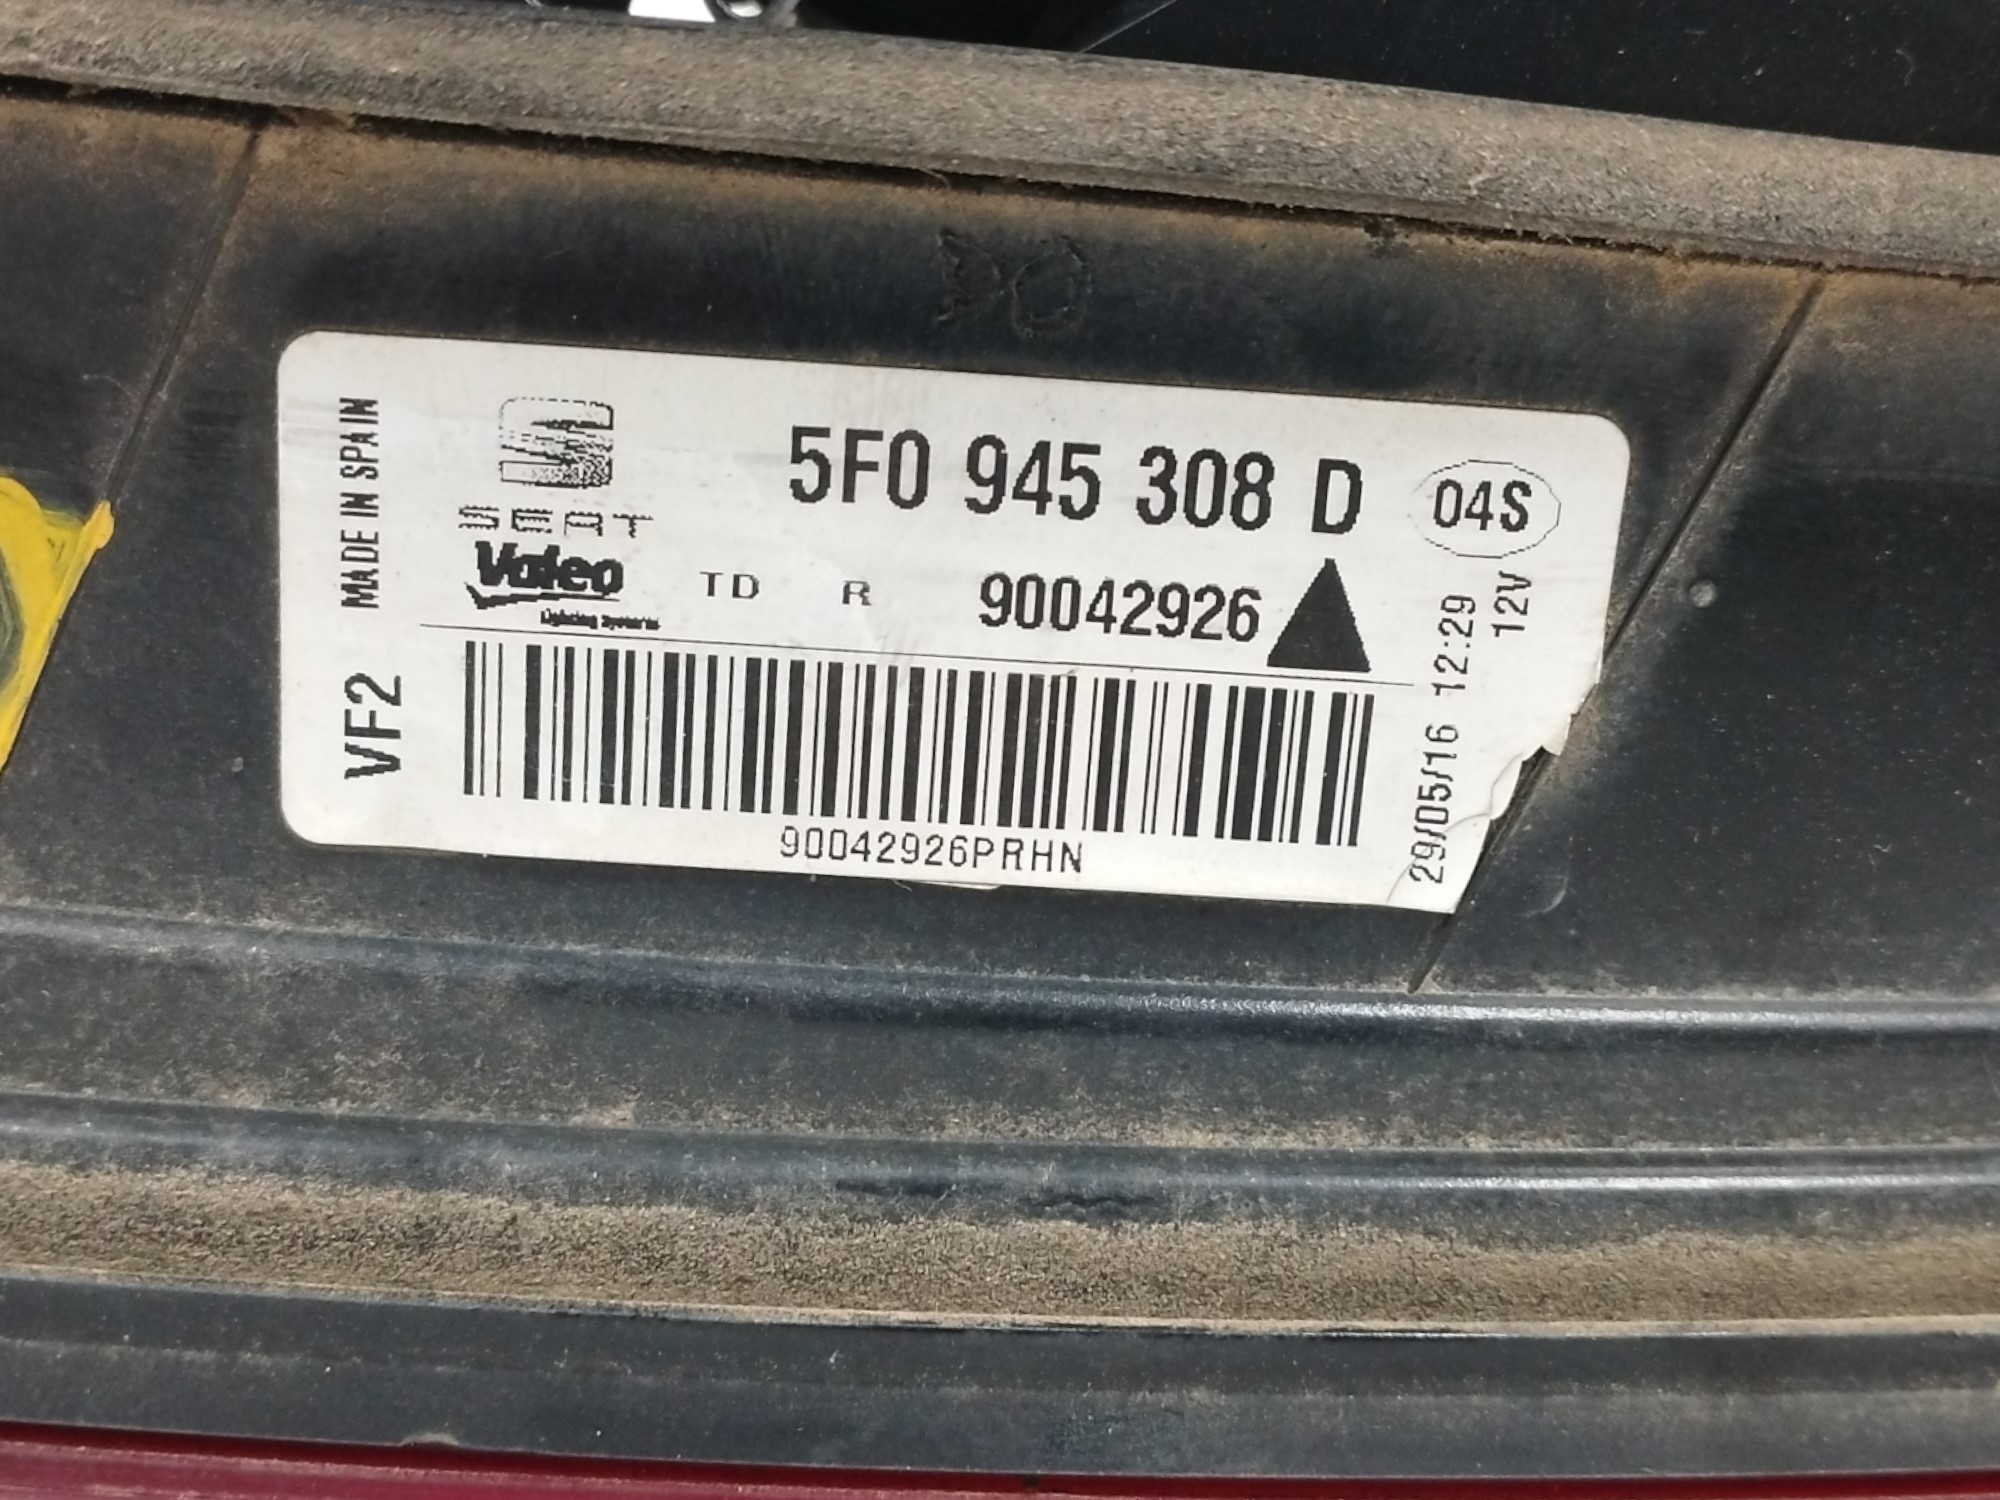 MADE IN SPAIN
VF2
SEAT
Valeo
Lighting Systems
5F0 945 308 D
04S
TD R 90042926
90042926PRHN
29/05/16 12:29
12V